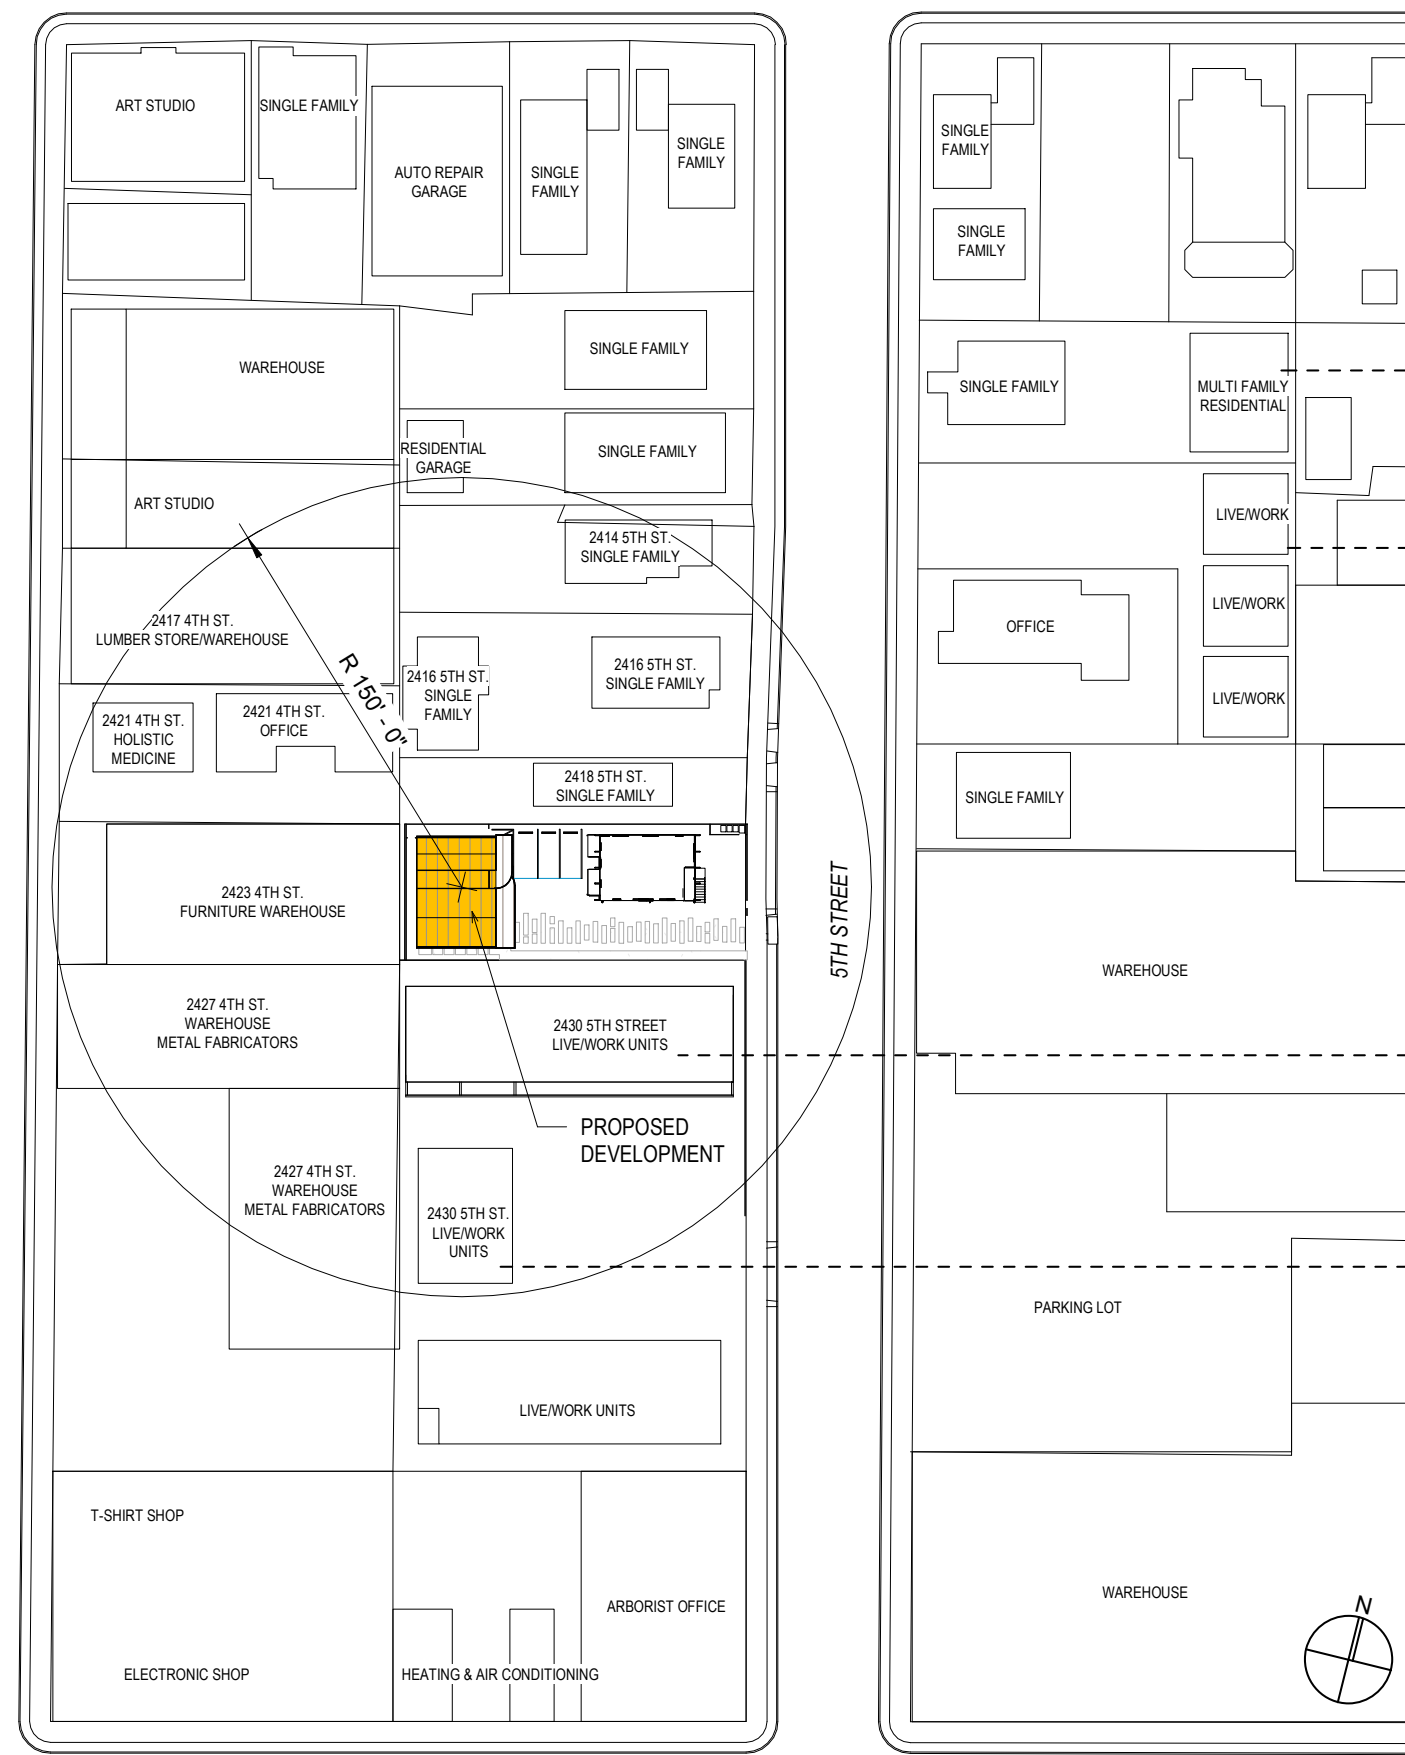 ART STUDIO
SINGLE FAMILY
AUTO REPAIR
GARAGE
SINGLE
FAMILY
SINGLE
FAMILY
WAREHOUSE
SINGLE FAMILY
RESIDENTIAL
GARAGE
SINGLE FAMILY
ART STUDIO
2414 5TH ST.
SINGLE FAMILY
2417 4TH ST.
LUMBER STORE/WAREHOUSE
R 150' - 0"
2416 5TH ST.
SINGLE
FAMILY
2416 5TH ST.
SINGLE FAMILY
2421 4TH ST.
HOLISTIC
MEDICINE
2421 4TH ST.
OFFICE
2418 5TH ST.
SINGLE FAMILY
2423 4TH ST.
FURNITURE WAREHOUSE
2427 4TH ST.
WAREHOUSE
METAL FABRICATORS
2430 5TH STREET
LIVE/WORK UNITS
PROPOSED
DEVELOPMENT
2427 4TH ST.
WAREHOUSE
METAL FABRICATORS
2430 5TH ST.
LIVE/WORK
UNITS
LIVE/WORK UNITS
T-SHIRT SHOP
ARBORIST OFFICE
ELECTRONIC SHOP
HEATING & AIR CONDITIONING
5TH STREET
SINGLE
FAMILY
SINGLE
FAMILY
SINGLE FAMILY
MULTI FAMILY
RESIDENTIAL
LIVE/WORK
LIVE/WORK
OFFICE
LIVE/WORK
SINGLE FAMILY
WAREHOUSE
PARKING LOT
WAREHOUSE
N